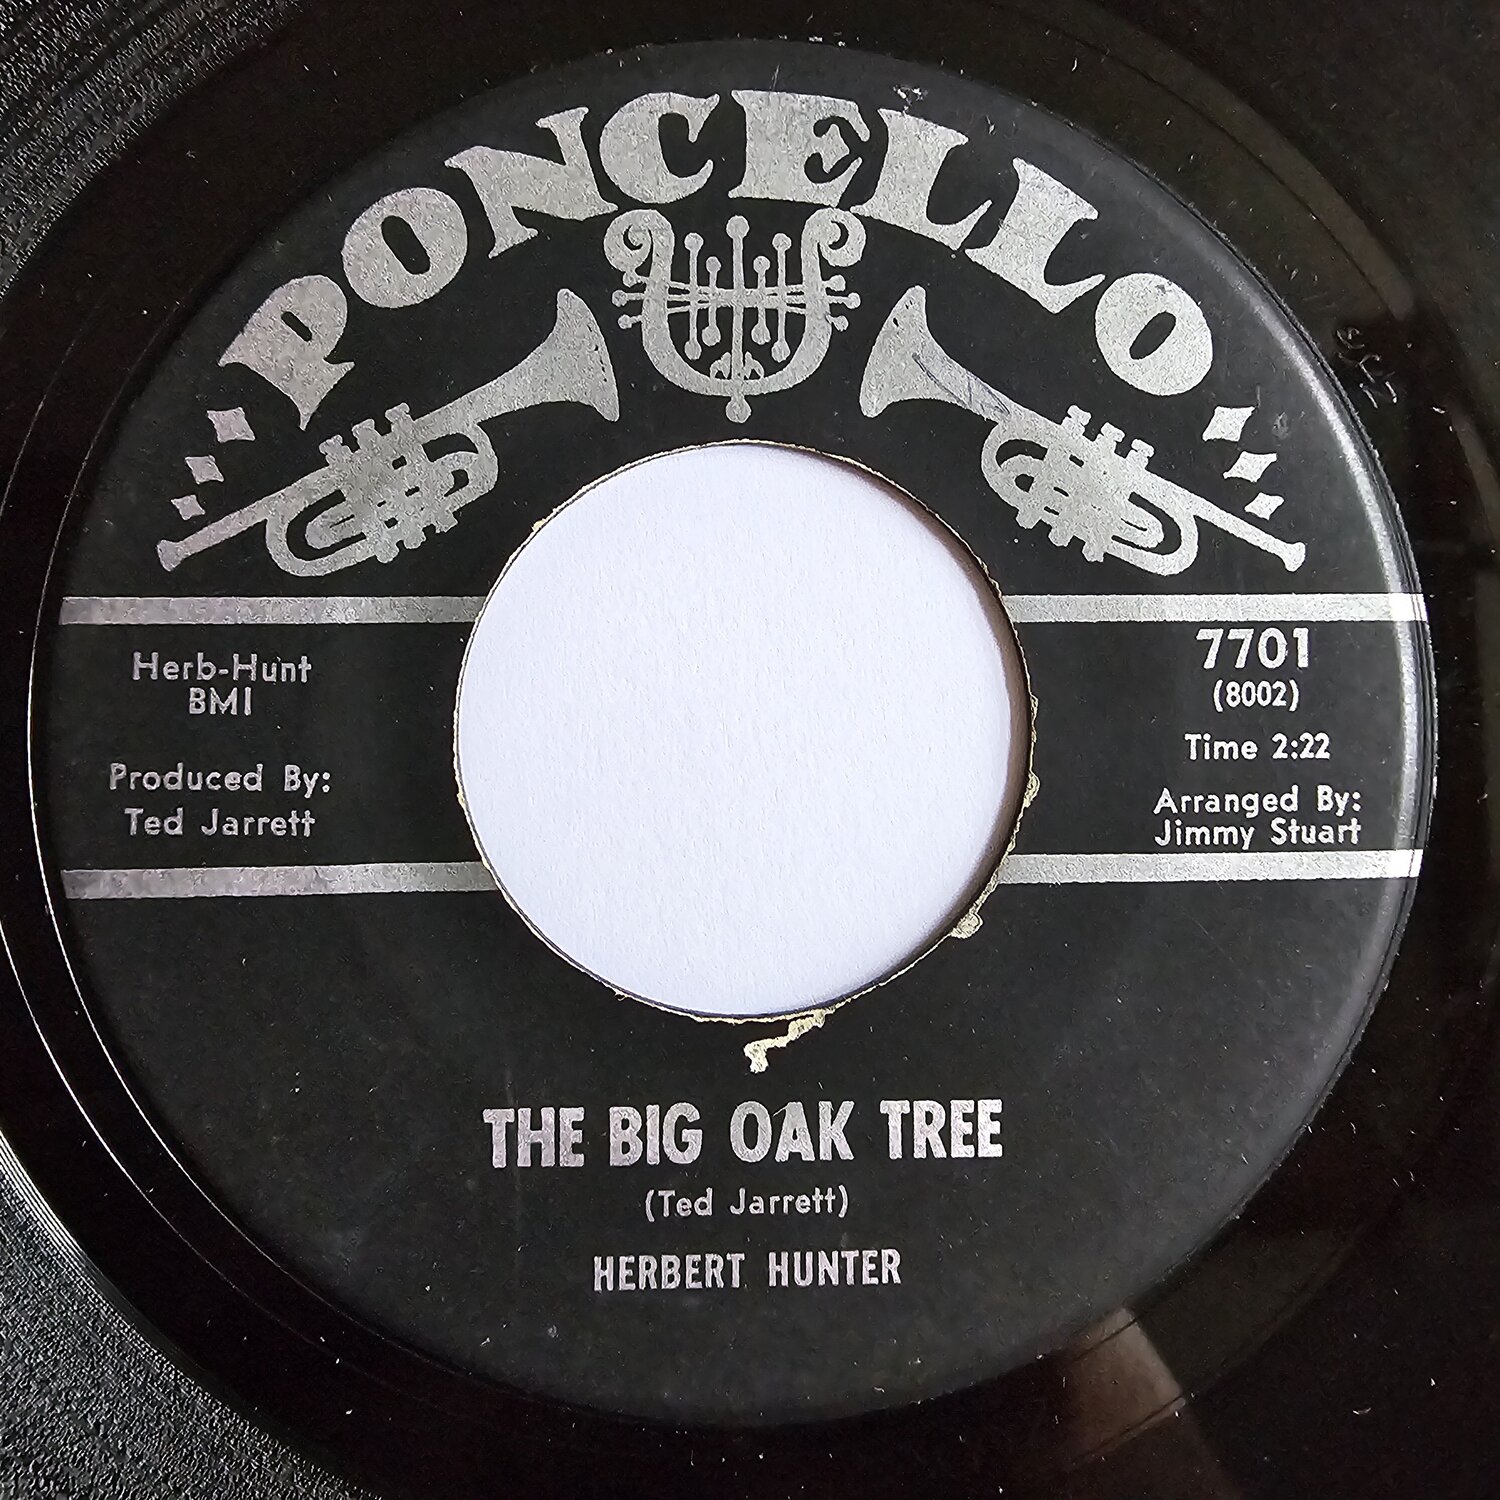 PONCELLO
Herb-Hunt
BMI
Produced By:
Ted Jarrett
7701
(8002)
Time 2:22
Arranged By:
Jimmy Stuart
THE BIG OAK TREE
(Ted Jarrett)
HERBERT HUNTER